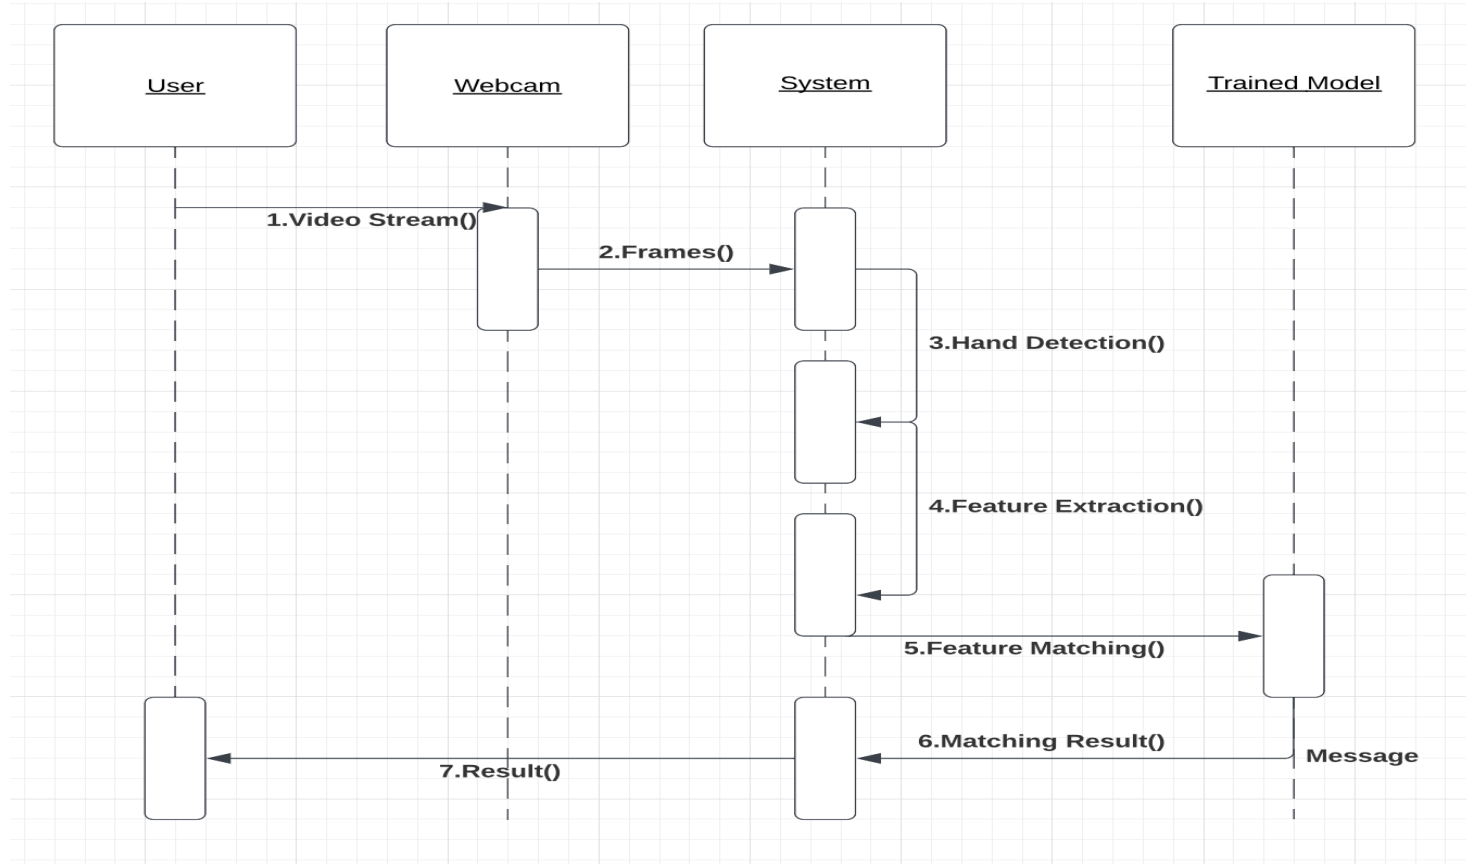 User
Webcam
System
Trained Model
1.Video Stream()
2.Frames()
3.Hand Detection()
4.Feature Extraction()
5.Feature Matching()
6.Matching Result()
Message
7.Result()